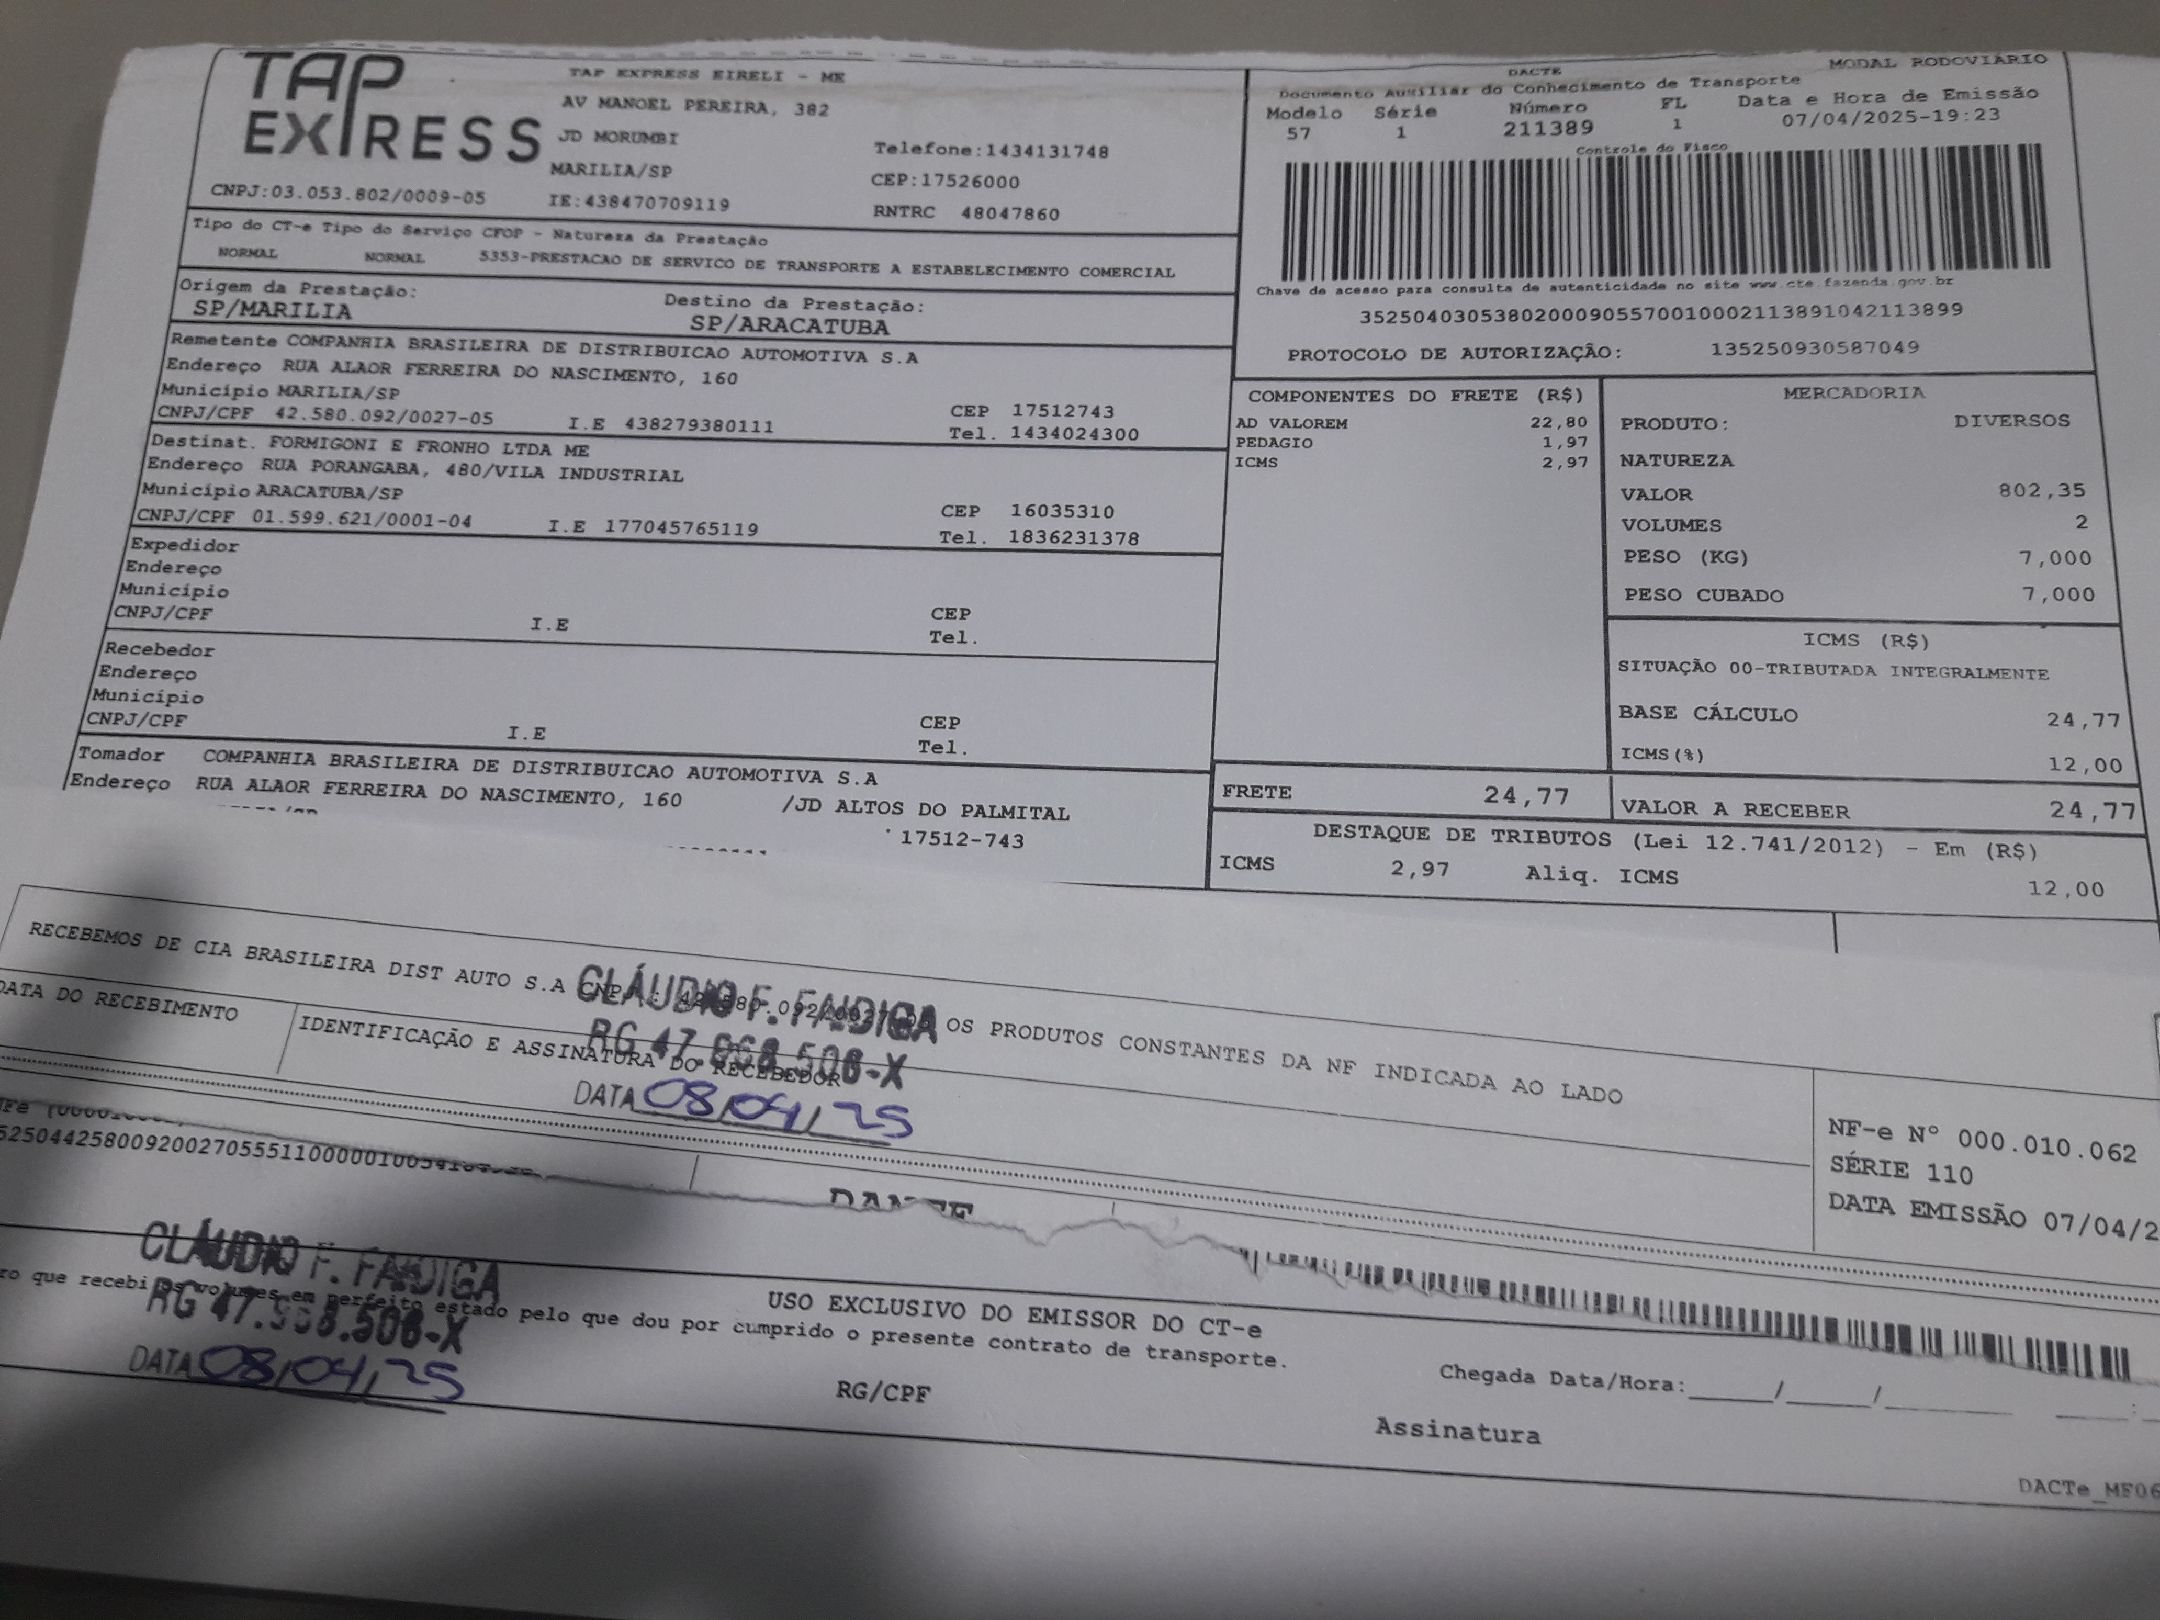 TAP EXPRESS
TAP EXPRESS EIRELI - ME
AV MANOEL PEREIRA, 382
JD MORUMBI
Telefone:1434131748
MARILIA/SP
CEP:17526000
CNPJ:03.053.802/0009-05
IE:438470709119
RNTRC 48047860
MODAL RODOVIÁRIO
DACTE
Documento Auxiliar do Conhecimento de Transporte
Modelo Série Número FL Data e Hora de Emissão
57 1 211389 1 07/04/2025-19:23
Controle do Fisco
Chave de acesso para consulta de autenticidade no site www.cte.fazenda.gov.br
35250403053802000905570010002113891042113899
PROTOCOLO DE AUTORIZAÇÃO: 135250930587049
Tipo do CT-e Tipo do Serviço CFOP - Natureza da Prestação
NORMAL NORMAL 5353-PRESTACAO DE SERVICO DE TRANSPORTE A ESTABELECIMENTO COMERCIAL
Origem da Prestação: Destino da Prestação:
SP/MARILIA SP/ARACATUBA
Remetente COMPANHIA BRASILEIRA DE DISTRIBUICAO AUTOMOTIVA S.A
Endereço RUA ALAOR FERREIRA DO NASCIMENTO, 160
Município MARILIA/SP CEP 17512743
CNPJ/CPF 42.580.092/0027-05 I.E 438279380111 Tel. 1434024300
Destinat. FORMIGONI E FRONHO LTDA ME
Endereço RUA PORANGABA, 480/VILA INDUSTRIAL
Município ARACATUBA/SP CEP 16035310
CNPJ/CPF 01.599.621/0001-04 I.E 177045765119 Tel. 1836231378
Expedidor
Endereço
Município CEP
CNPJ/CPF I.E Tel.
Recebedor
Endereço
Município CEP
CNPJ/CPF I.E Tel.
Tomador COMPANHIA BRASILEIRA DE DISTRIBUICAO AUTOMOTIVA S.A
Endereço RUA ALAOR FERREIRA DO NASCIMENTO, 160 /JD ALTOS DO PALMITAL
17512-743
COMPONENTES DO FRETE (R$)
AD VALOREM 22,80
PEDAGIO 1,97
ICMS 2,97
MERCADORIA
PRODUTO: DIVERSOS
NATUREZA
VALOR 802,35
VOLUMES 2
PESO (KG) 7,000
PESO CUBADO 7,000
ICMS (R$)
SITUAÇÃO 00-TRIBUTADA INTEGRALMENTE
BASE CÁLCULO 24,77
ICMS(%) 12,00
FRETE 24,77 VALOR A RECEBER 24,77
DESTAQUE DE TRIBUTOS (Lei 12.741/2012) - Em (R$)
ICMS 2,97 Aliq. ICMS 12,00
RECEBEMOS DE CIA BRASILEIRA DIST AUTO S.A OS PRODUTOS CONSTANTES DA NF INDICADA AO LADO
DATA DO RECEBIMENTO IDENTIFICAÇÃO E ASSINATURA DO RECEBEDOR
CLÁUDIO F. FAIDIGA
DATA 08/04/25
NF-e N° 000.010.062
SÉRIE 110
DATA EMISSÃO 07/04/2
CLÁUDIO F. FAIDIGA
DATA 08/04/25
USO EXCLUSIVO DO EMISSOR DO CT-e
ro que recebi os volumes em perfeito estado pelo que dou por cumprido o presente contrato de transporte.
RG/CPF
Chegada Data/Hora:
Assinatura
DACTe_MF06